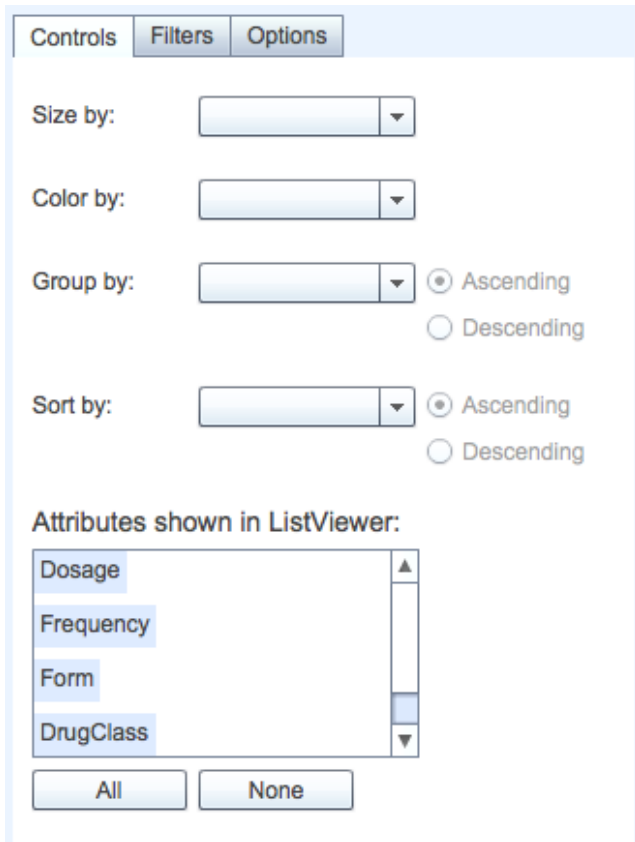 Controls Filters Options
Size by:
Color by:
Group by: Ascending
Descending
Sort by: Ascending
Descending
Attributes shown in ListViewer:
Dosage
Frequency
Form
DrugClass
All None